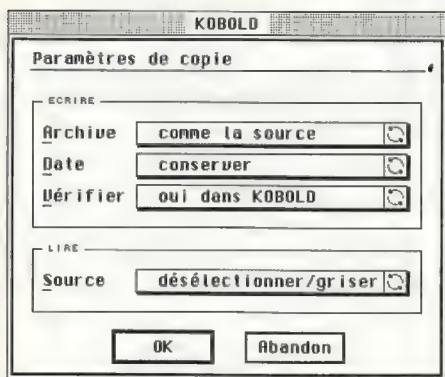 KOBOLD
Paramètres de copie
ECRIRE
Archive comme la source
Date conserver
Vérifier oui dans KOBOLD
LIRE
Source désélectionner/griser
OK Abandon